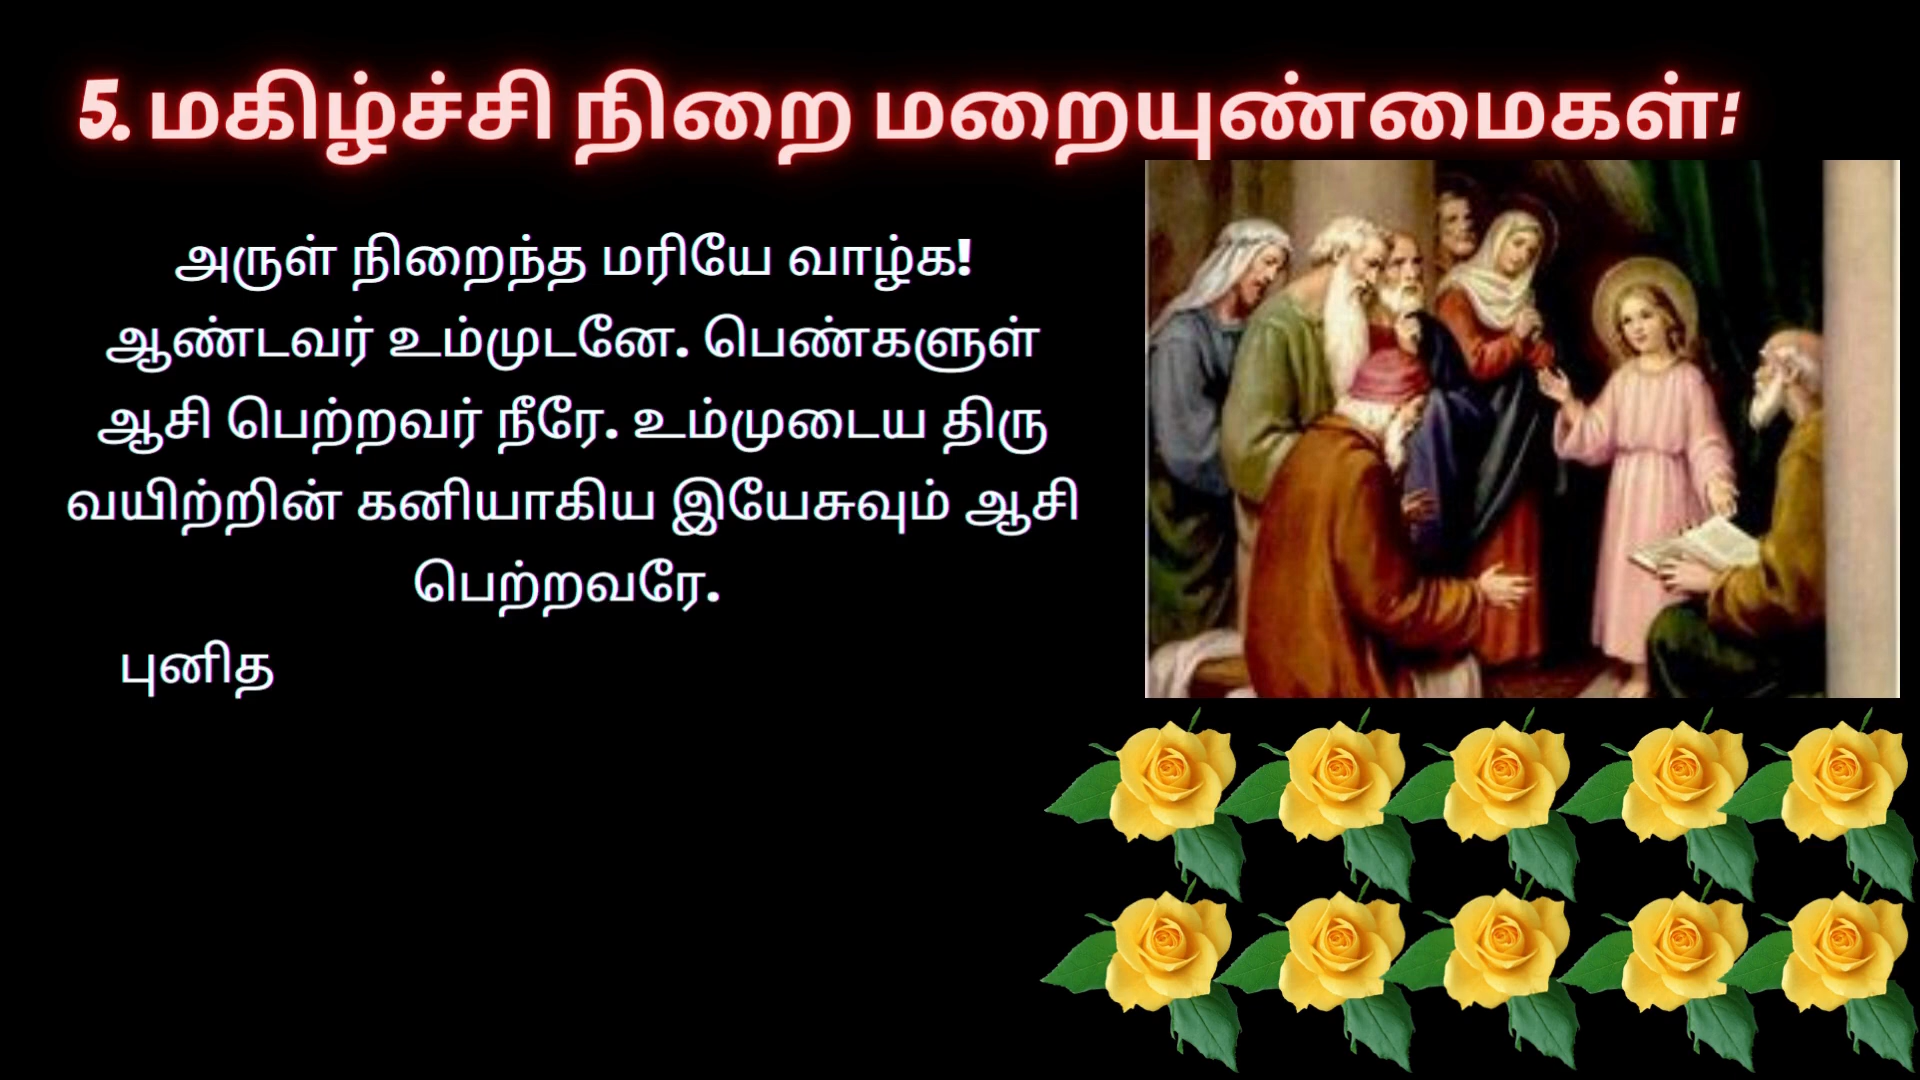 5. மகிழ்ச்சி நிறை மறையுண்மைகள்:
அருள் நிறைந்த மரியே வாழ்க!
ஆண்டவர் உம்முடனே. பெண்களுள்
ஆசி பெற்றவர் நீரே. உம்முடைய திரு
வயிற்றின் கனியாகிய இயேசுவும் ஆசி
பெற்றவரே.
புனித